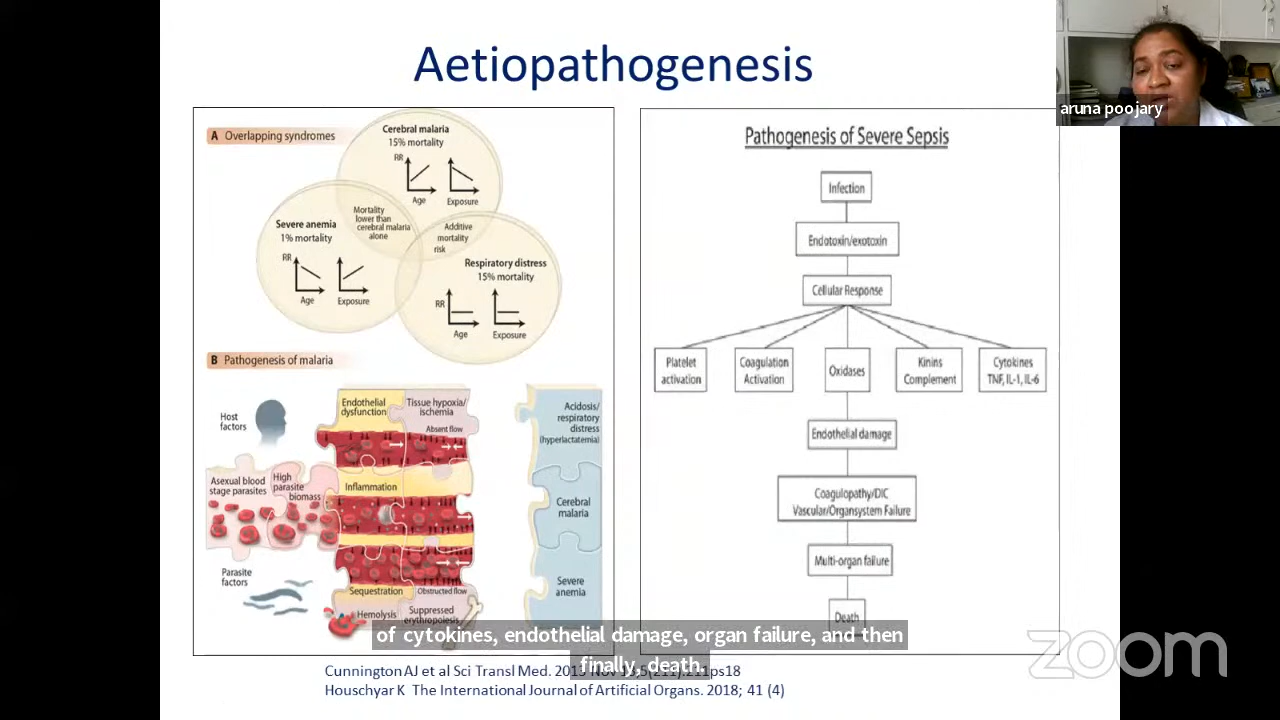 Aetiopathogenesis
aruna poojary
A Overlapping syndromes
Cerebral malaria
15% mortality
RR
Age
Exposure
Severe anemia
1% mortality
RR
Age
Exposure
Mortality
lower than
cerebral malaria
alone
Additive
mortality
risk
Respiratory distress
15% mortality
RR
Age
Exposure
B Pathogenesis of malaria
Host
factors
Asexual blood
stage parasites
High
parasite
biomass
Parasite
factors
Endothelial
dysfunction
Tissue hypoxia/
ischemia
Absent flow
Inflammation
Sequestration
Obstructed flow
Hemolysis
Suppressed
erythropoiesis
Acidosis/
respiratory
distress
(hyperlactatemia)
Cerebral
malaria
Severe
anemia
Pathogenesis of Severe Sepsis
Infection
Endotoxin/exotoxin
Cellular Response
Platelet
activation
Coagulation
Activation
Oxidases
Kinins
Complement
Cytokines
TNF, IL-1, IL-6
Endothelial damage
Coagulopathy/DIC
Vascular/Organsystem Failure
Multi-organ failure
Death
of cytokines, endothelial damage, organ failure, and then
finally, death.
Cunnington AJ et al Sci Transl Med. 2013 Nov 13;5(211):211ps18
Houschyar K The International Journal of Artificial Organs. 2018; 41 (4)
zoom